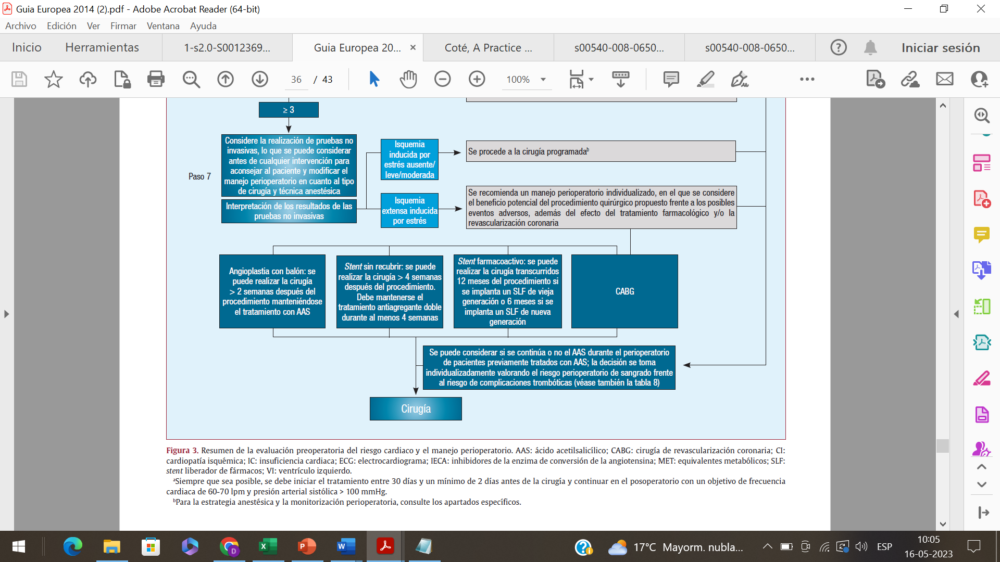 Guia Europea 2014 (2).pdf - Adobe Acrobat Reader (64-bit)
Archivo Edición Ver Firmar Ventana Ayuda
Inicio Herramientas 1-s2.0-S0012369... Guia Europea 20... × Coté, A Practice ... s00540-008-0650... s00540-008-0650... Iniciar sesión
36 / 43 100%
≥ 3
Paso 7
Considere la realización de pruebas no
invasivas, lo que se puede considerar
antes de cualquier intervención para
aconsejar al paciente y modificar el
manejo perioperatorio en cuanto al tipo
de cirugía y técnica anestésica
Interpretación de los resultados de las
pruebas no invasivas
Isquemia
inducida por
estrés ausente/
leve/moderada
Se procede a la cirugía programadaᵇ
Isquemia
extensa inducida
por estrés
Se recomienda un manejo perioperatorio individualizado, en el que se considere
el beneficio potencial del procedimiento quirúrgico propuesto frente a los posibles
eventos adversos, además del efecto del tratamiento farmacológico y/o la
revascularización coronaria
Angioplastia con balón: se
puede realizar la cirugía
> 2 semanas después del
procedimiento manteniéndose
el tratamiento con AAS
Stent sin recubrir: se puede
realizar la cirugía > 4 semanas
después del procedimiento.
Debe mantenerse el
tratamiento antiagregante doble
durante al menos 4 semanas
Stent farmacoactivo: se puede
realizar la cirugía transcurridos
12 meses del procedimiento si
se implanta un SLF de vieja
generación o 6 meses si se
implanta un SLF de nueva
generación
CABG
Se puede considerar si se continúa o no el AAS durante el perioperatorio
de pacientes previamente tratados con AAS; la decisión se toma
individualizadamente valorando el riesgo perioperatorio de sangrado frente
al riesgo de complicaciones trombóticas (véase también la tabla 8)
Cirugía
Figura 3. Resumen de la evaluación preoperatoria del riesgo cardiaco y el manejo perioperatorio. AAS: ácido acetilsalicílico; CABG: cirugía de revascularización coronaria; CI:
cardiopatía isquémica; IC: insuficiencia cardiaca; ECG: electrocardiograma; IECA: inhibidores de la enzima de conversión de la angiotensina; MET: equivalentes metabólicos; SLF:
stent liberador de fármacos; VI: ventrículo izquierdo.
ᵃSiempre que sea posible, se debe iniciar el tratamiento entre 30 días y un mínimo de 2 días antes de la cirugía y continuar en el posoperatorio con un objetivo de frecuencia
cardiaca de 60-70 lpm y presión arterial sistólica > 100 mmHg.
ᵇPara la estrategia anestésica y la monitorización perioperatoria, consulte los apartados específicos.
17°C Mayorm. nubla... ESP 10:05
16-05-2023